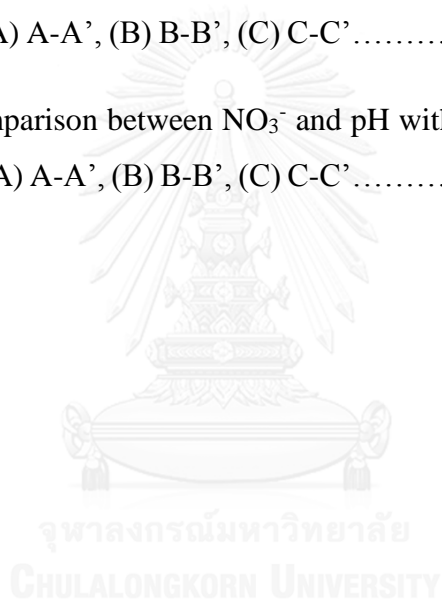 A) A-A’, (B) B-B’, (C) C-C’………
mparison between NO₃⁻ and pH with
A) A-A’, (B) B-B’, (C) C-C’………
จุฬาลงกรณ์มหาวิทยาลัย
CHULALONGKORN UNIVERSITY